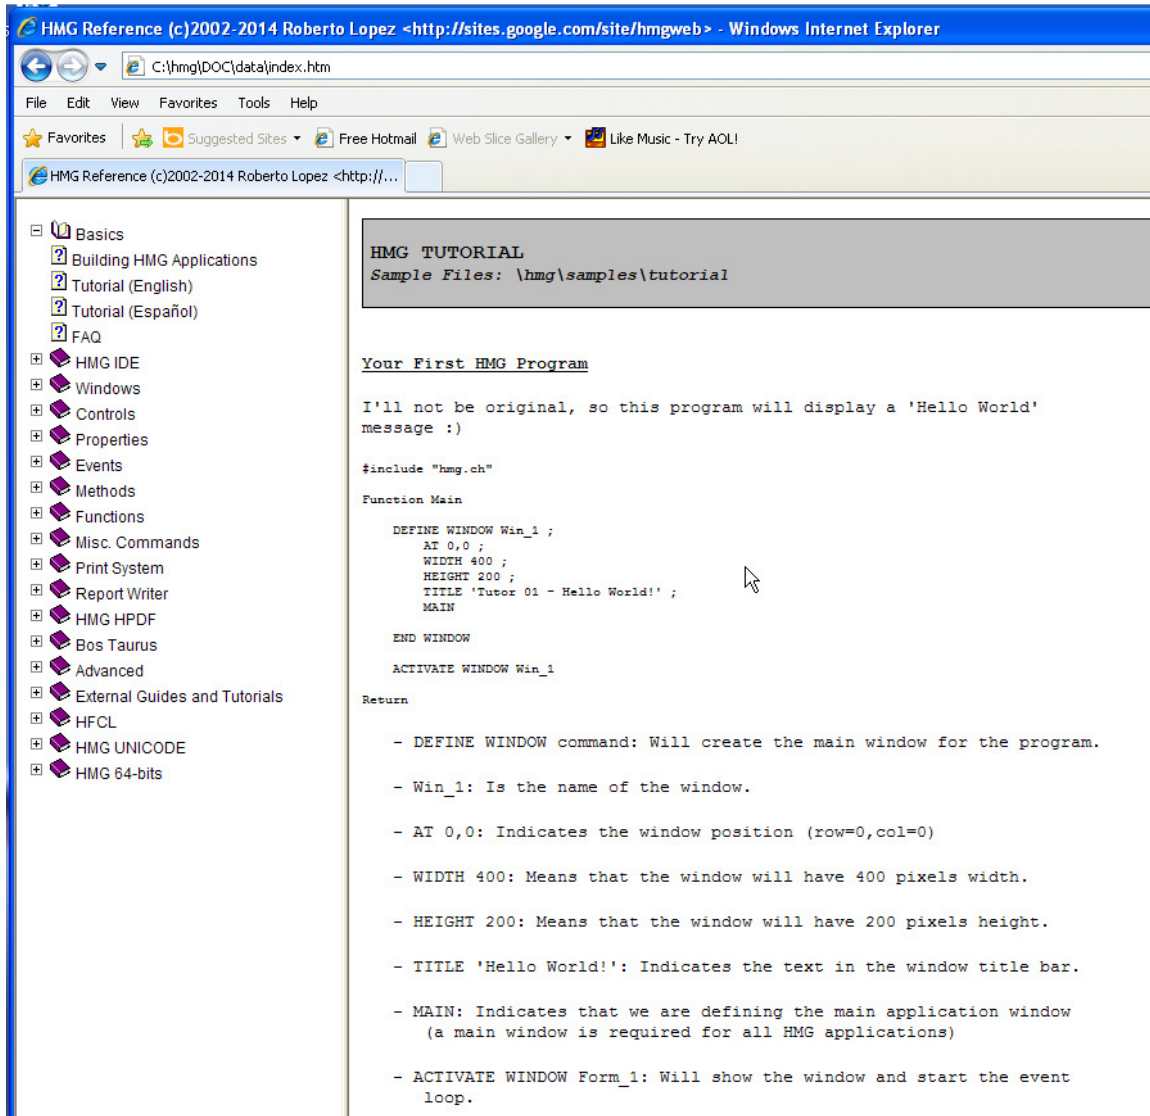 HMG Reference (c)2002-2014 Roberto Lopez <http://sites.google.com/site/hmgweb> - Windows Internet Explorer
C:\hmg\DOC\data\index.htm
File Edit View Favorites Tools Help
Favorites Suggested Sites Free Hotmail Web Slice Gallery Like Music - Try AOL!
HMG Reference (c)2002-2014 Roberto Lopez <http://...
Basics
Building HMG Applications
Tutorial (English)
Tutorial (Español)
FAQ
HMG IDE
Windows
Controls
Properties
Events
Methods
Functions
Misc. Commands
Print System
Report Writer
HMG HPDF
Bos Taurus
Advanced
External Guides and Tutorials
HFCL
HMG UNICODE
HMG 64-bits
HMG TUTORIAL
Sample Files: \hmg\samples\tutorial
Your First HMG Program
I'll not be original, so this program will display a 'Hello World'
message :)
#include "hmg.ch"
Function Main
DEFINE WINDOW Win_1 ;
AT 0,0 ;
WIDTH 400 ;
HEIGHT 200 ;
TITLE 'Tutor 01 - Hello World!' ;
MAIN
END WINDOW
ACTIVATE WINDOW Win_1
Return
- DEFINE WINDOW command: Will create the main window for the program.
- Win_1: Is the name of the window.
- AT 0,0: Indicates the window position (row=0,col=0)
- WIDTH 400: Means that the window will have 400 pixels width.
- HEIGHT 200: Means that the window will have 200 pixels height.
- TITLE 'Hello World!': Indicates the text in the window title bar.
- MAIN: Indicates that we are defining the main application window
(a main window is required for all HMG applications)
- ACTIVATE WINDOW Form_1: Will show the window and start the event
loop.